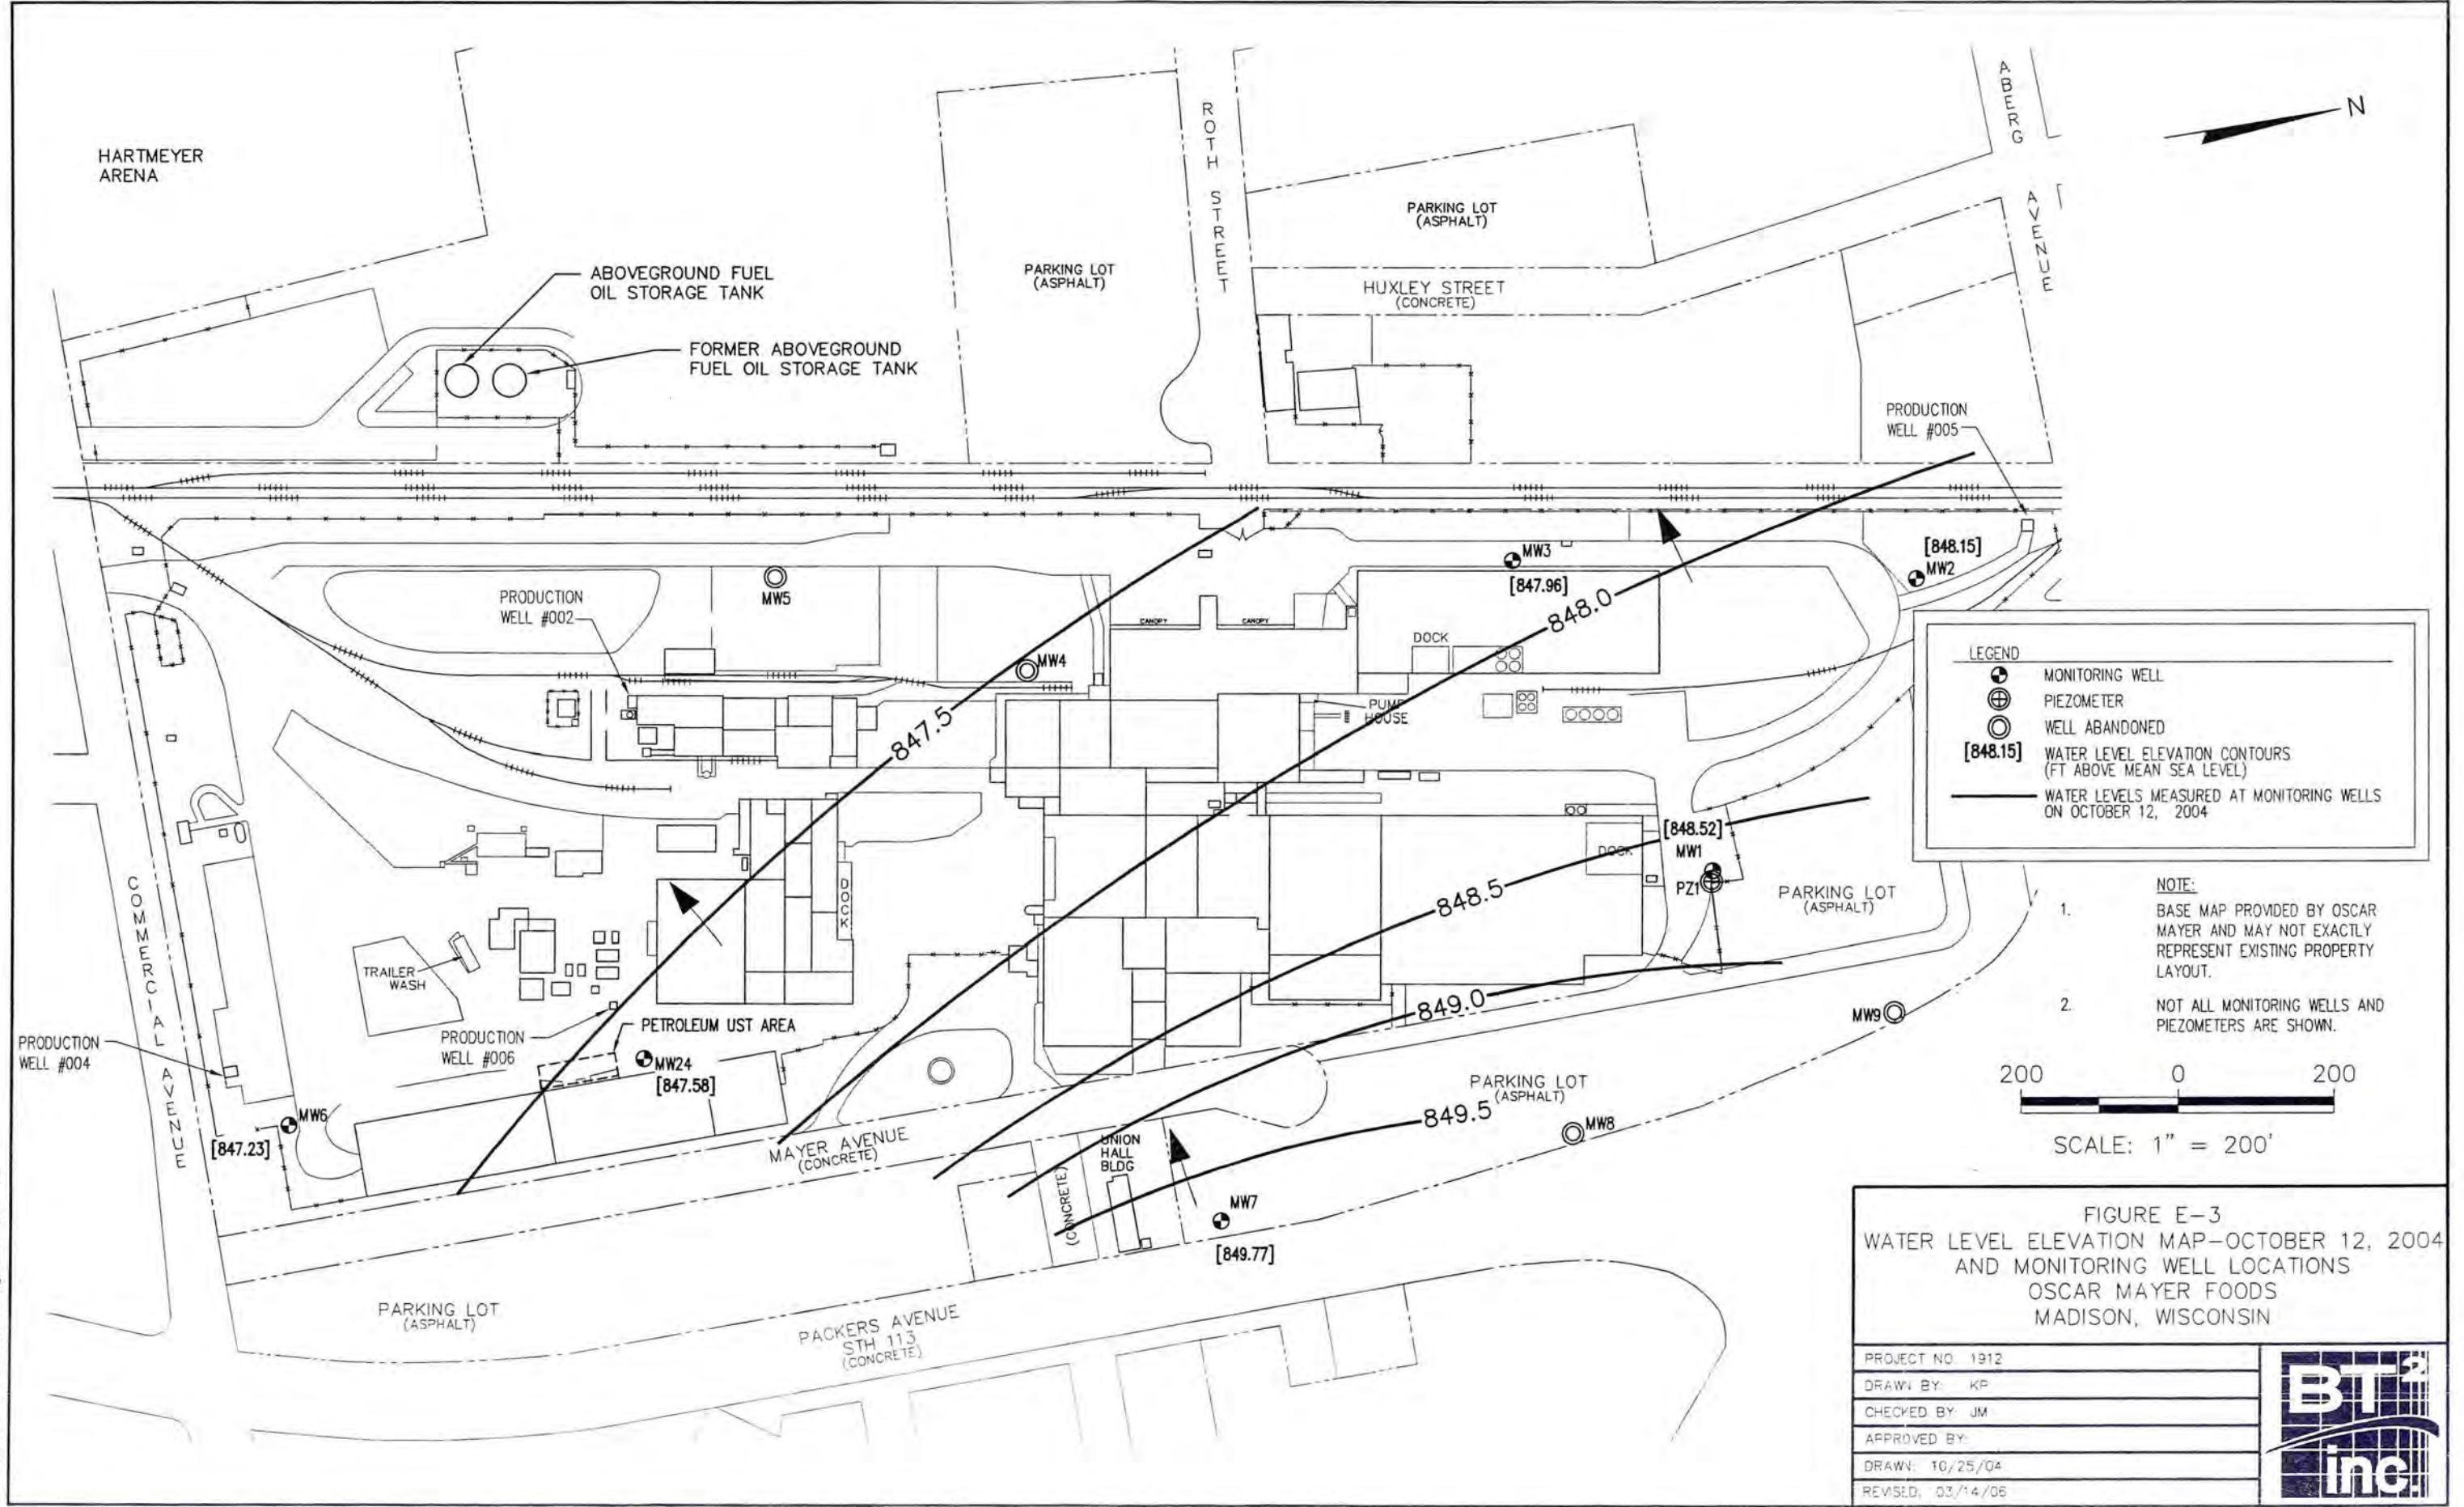 HARTMEYER
ARENA
ABOVEGROUND FUEL
OIL STORAGE TANK
FORMER ABOVEGROUND
FUEL OIL STORAGE TANK
PARKING LOT
(ASPHALT)
ROTH STREET
PARKING LOT
(ASPHALT)
HUXLEY STREET
(CONCRETE)
ABERG AVENUE
N
PRODUCTION
WELL #005
MW5
PRODUCTION
WELL #002
MW4
CANOPY
CANOPY
MW3
[847.96]
848.0
[848.15]
MW2
DOCK
PUMP
HOUSE
847.5
LEGEND
MONITORING WELL
PIEZOMETER
WELL ABANDONED
[848.15]
WATER LEVEL ELEVATION CONTOURS
(FT ABOVE MEAN SEA LEVEL)
WATER LEVELS MEASURED AT MONITORING WELLS
ON OCTOBER 12, 2004
[848.52]
MW1
PZ1
DOCK
848.5
DOCK
PARKING LOT
(ASPHALT)
COMMERCIAL AVENUE
TRAILER
WASH
PRODUCTION
WELL #006
PETROLEUM UST AREA
MW24
[847.58]
PRODUCTION
WELL #004
MW6
[847.23]
849.0
MW9
NOTE:
1. BASE MAP PROVIDED BY OSCAR
MAYER AND MAY NOT EXACTLY
REPRESENT EXISTING PROPERTY
LAYOUT.
2. NOT ALL MONITORING WELLS AND
PIEZOMETERS ARE SHOWN.
PARKING LOT
(ASPHALT)
849.5
MW8
MAYER AVENUE
(CONCRETE)
(CONCRETE)
UNION
HALL
BLDG
MW7
[849.77]
200 0 200
SCALE: 1" = 200'
PARKING LOT
(ASPHALT)
PACKERS AVENUE
STH 113
(CONCRETE)
FIGURE E-3
WATER LEVEL ELEVATION MAP-OCTOBER 12, 2004
AND MONITORING WELL LOCATIONS
OSCAR MAYER FOODS
MADISON, WISCONSIN
PROJECT NO. 1912
DRAWN BY: KP
CHECKED BY: JM
APPROVED BY:
DRAWN: 10/25/04
REVISED: 03/14/06
BT²
inc.